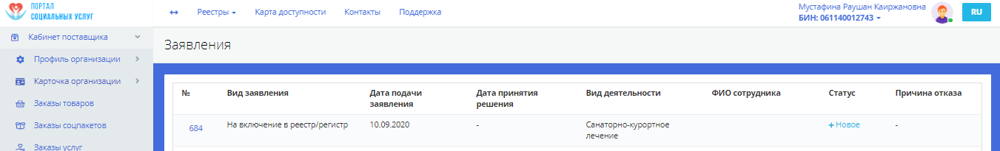 ПОРТАЛ
СОЦИАЛЬНЫХ УСЛУГ
Реестры
Карта доступности
Контакты
Поддержка
Мустафина Раушан Каиржановна
БИН: 061140012743
RU
Кабинет поставщика
Профиль организации
Карточка организации
Заказы товаров
Заказы соцпакетов
Заказы услуг
Заявления
№
Вид заявления
Дата подачи
заявления
Дата принятия
решения
Вид деятельности
ФИО сотрудника
Статус
Причина отказа
684
На включение в реестр/регистр
10.09.2020
-
Санаторно-курортное
лечение
+ Новое
-